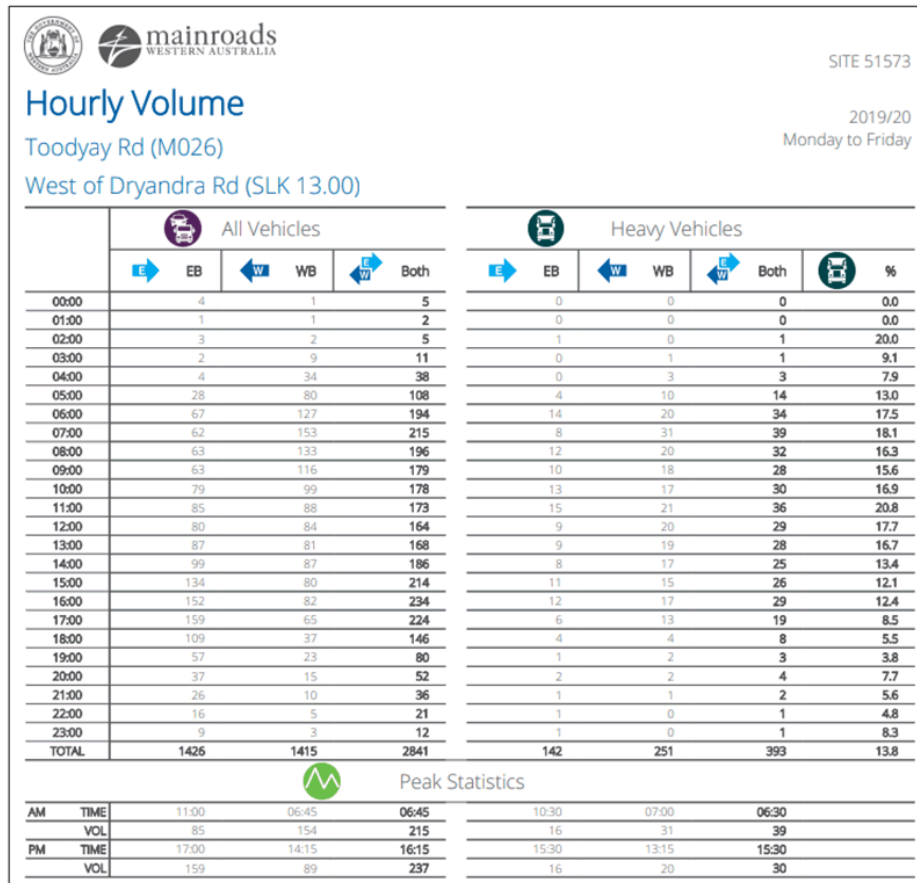 mainroads
WESTERN AUSTRALIA
SITE 51573
Hourly Volume
2019/20
Toodyay Rd (M026)
Monday to Friday
West of Dryandra Rd (SLK 13.00)
All Vehicles Heavy Vehicles
E EB W WB E W Both E EB W WB E W Both %
00:00 4 1 5 0 0 0 0.0
01:00 1 1 2 0 0 0 0.0
02:00 3 2 5 1 0 1 20.0
03:00 2 9 11 0 1 1 9.1
04:00 4 34 38 0 3 3 7.9
05:00 28 80 108 4 10 14 13.0
06:00 67 127 194 14 20 34 17.5
07:00 62 153 215 8 31 39 18.1
08:00 63 133 196 12 20 32 16.3
09:00 63 116 179 10 18 28 15.6
10:00 79 99 178 13 17 30 16.9
11:00 85 88 173 15 21 36 20.8
12:00 80 84 164 9 20 29 17.7
13:00 87 81 168 9 19 28 16.7
14:00 99 87 186 8 17 25 13.4
15:00 134 80 214 11 15 26 12.1
16:00 152 82 234 12 17 29 12.4
17:00 159 65 224 6 13 19 8.5
18:00 109 37 146 4 4 8 5.5
19:00 57 23 80 1 2 3 3.8
20:00 37 15 52 2 2 4 7.7
21:00 26 10 36 1 1 2 5.6
22:00 16 5 21 1 0 1 4.8
23:00 9 3 12 1 0 1 8.3
TOTAL 1426 1415 2841 142 251 393 13.8
Peak Statistics
AM TIME 11:00 06:45 06:45 10:30 07:00 06:30
VOL 85 154 215 16 31 39
PM TIME 17:00 14:15 16:15 15:30 13:15 15:30
VOL 159 89 237 16 20 30